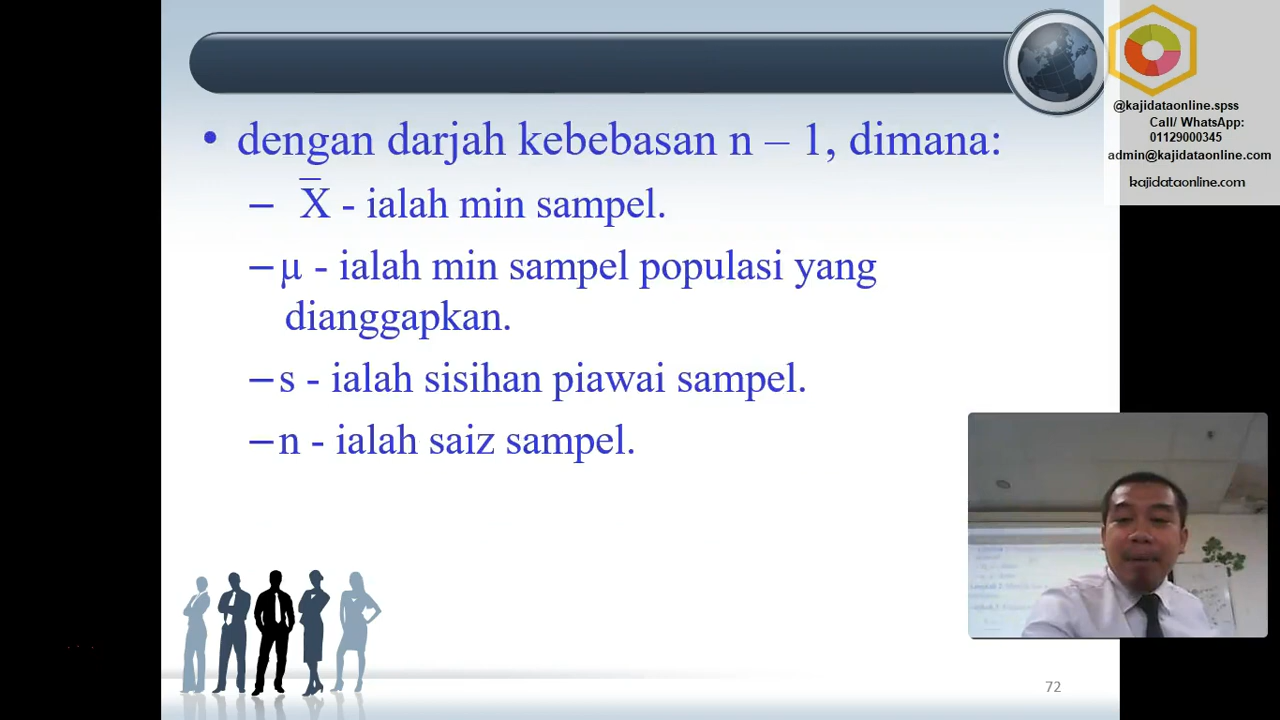 • dengan darjah kebebasan n – 1, dimana:
– X̅ - ialah min sampel.
– µ - ialah min sampel populasi yang
dianggapkan.
– s - ialah sisihan piawai sampel.
– n - ialah saiz sampel.
72
@kajidataonline.spss
Call/ WhatsApp:
01129000345
admin@kajidataonline.com
kajidataonline.com